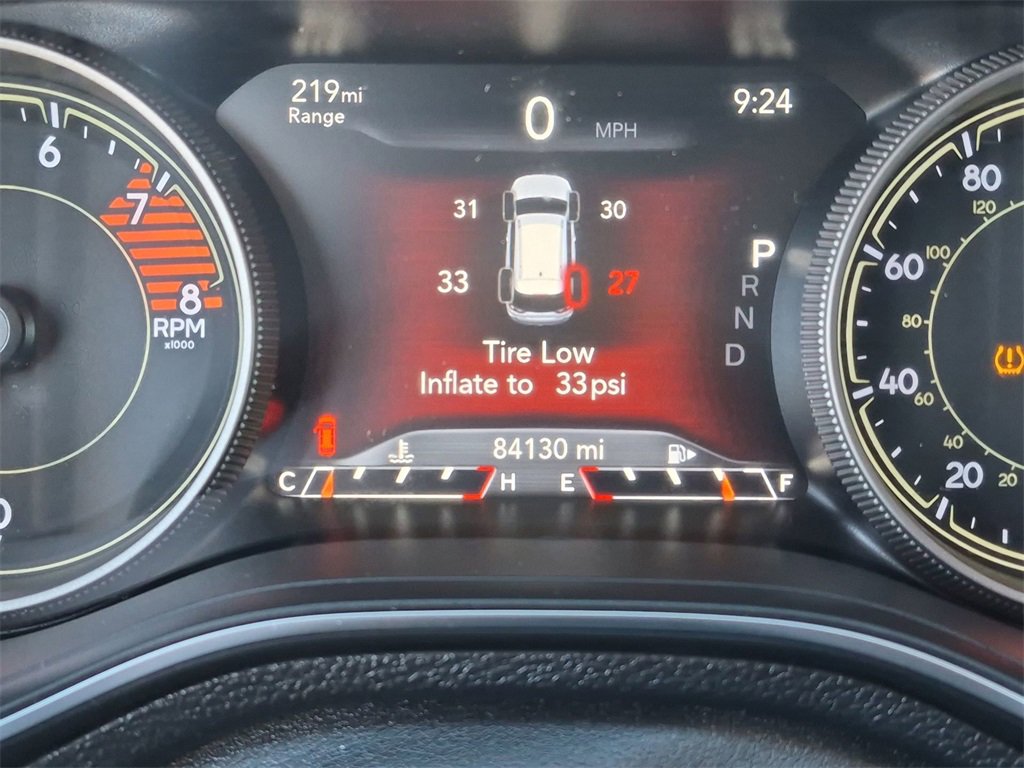 219mi
Range
0
MPH
9:24
31
30
33
27
Tire Low
Inflate to 33psi
P
R
N
D
84130 mi
C
H
E
F
6
7
8
RPM
x1000
0
80
60
40
20
120
100
80
60
40
20